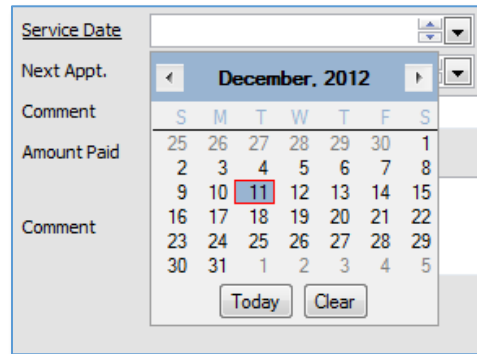 Service Date
Next Appt.
December, 2012
Comment
S M T W T F S
Amount Paid
25 26 27 28 29 30 1
2 3 4 5 6 7 8
9 10 11 12 13 14 15
Comment
16 17 18 19 20 21 22
23 24 25 26 27 28 29
30 31 1 2 3 4 5
Today Clear